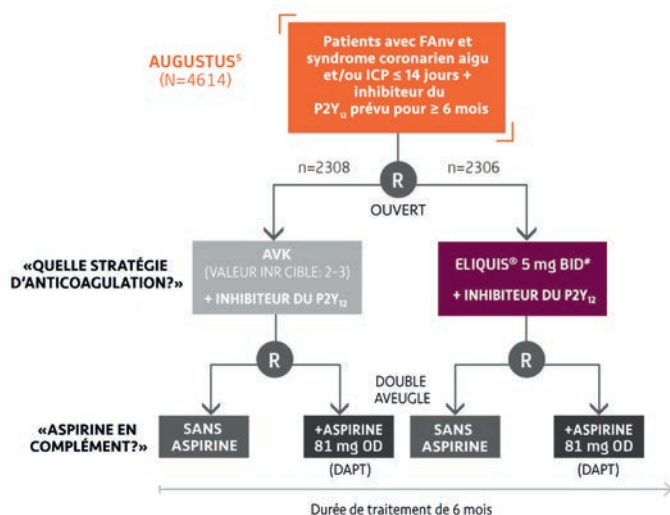 AUGUSTUS⁵
(N=4614)
Patients avec FAnv et
syndrome coronarien aigu
et/ou ICP ≤ 14 jours +
inhibiteur du
P2Y₁₂ prévu pour ≥ 6 mois
n=2308
R
n=2306
OUVERT
«QUELLE STRATÉGIE
D'ANTICOAGULATION?»
AVK
(VALEUR INR CIBLE: 2–3)
+ INHIBITEUR DU P2Y₁₂
ELIQUIS® 5 mg BID#
+ INHIBITEUR DU P2Y₁₂
R
R
DOUBLE
AVEUGLE
«ASPIRINE EN
COMPLÉMENT?»
SANS
ASPIRINE
+ASPIRINE
81 mg OD
(DAPT)
SANS
ASPIRINE
+ASPIRINE
81 mg OD
(DAPT)
Durée de traitement de 6 mois